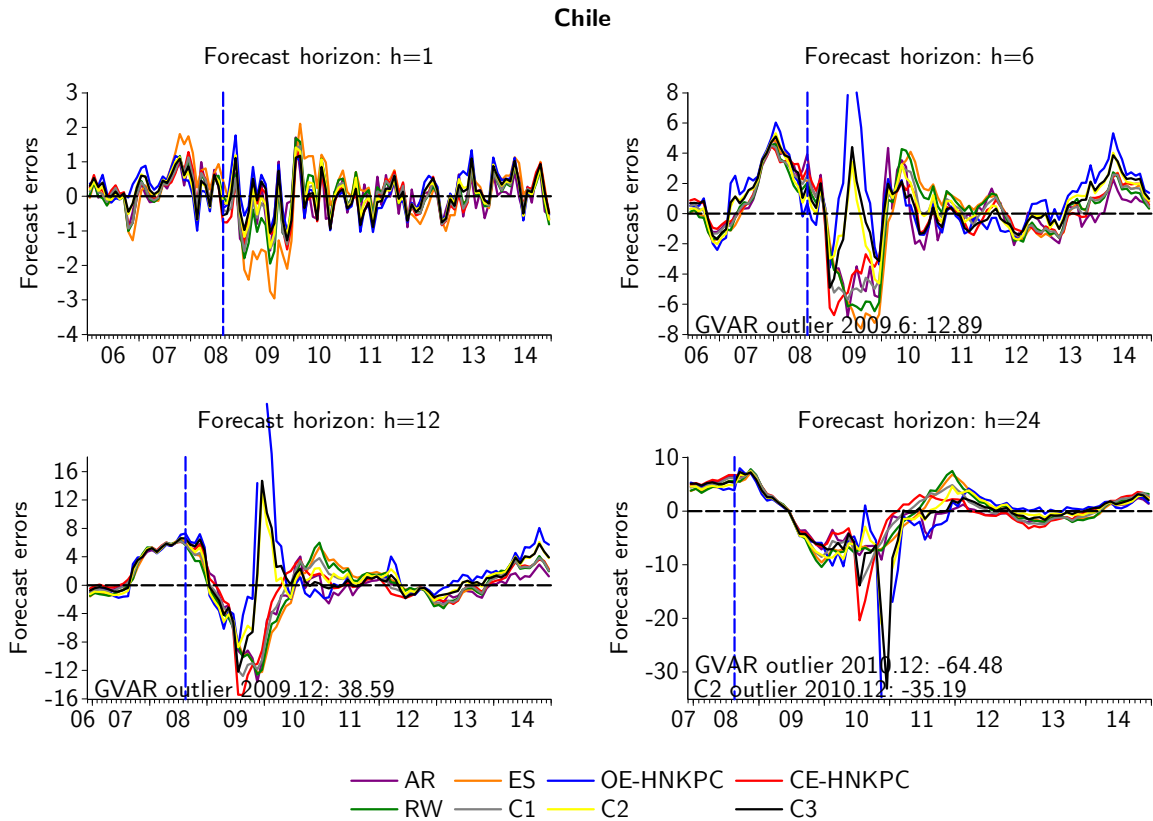 Chile
Forecast horizon: h=1
Forecast errors
3
2
1
0
-1
-2
-3
-4
06 07 08 09 10 11 12 13 14
Forecast horizon: h=6
Forecast errors
8
6
4
2
0
-2
-4
-6
-8
GVAR outlier 2009.6: 12.89
06 07 08 09 10 11 12 13 14
Forecast horizon: h=12
Forecast errors
16
12
8
4
0
-4
-8
-12
-16
GVAR outlier 2009.12: 38.59
06 07 08 09 10 11 12 13 14
Forecast horizon: h=24
Forecast errors
10
0
-10
-20
-30
GVAR outlier 2010.12: -64.48
C2 outlier 2010.12: -35.19
07 08 09 10 11 12 13 14
AR ES OE-HNKPC CE-HNKPC
RW C1 C2 C3